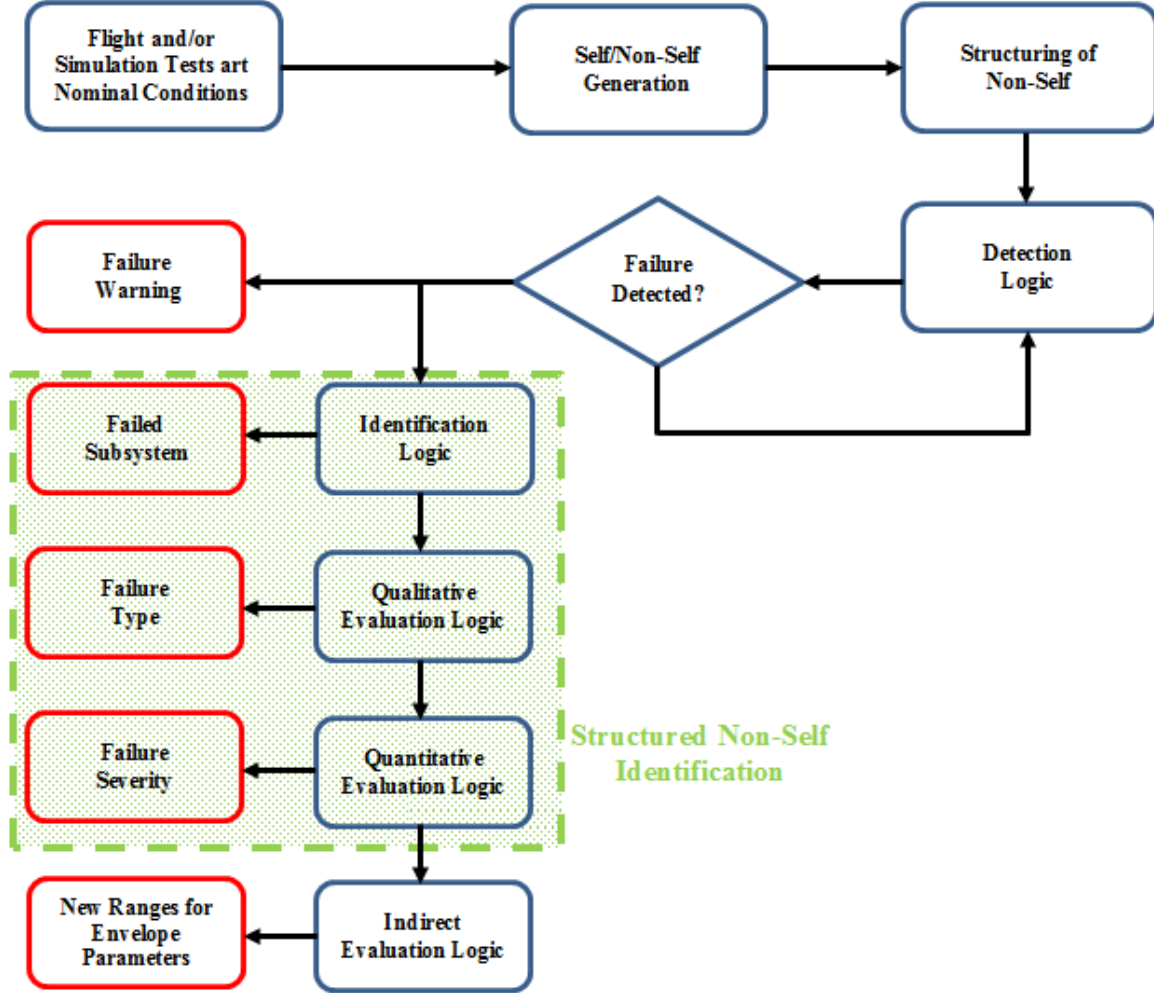 Flight and/or
Simulation Tests art
Nominal Conditions
Self/Non-Self
Generation
Structuring of
Non-Self
Failure
Warning
Failure
Detected?
Detection
Logic
Failed
Subsystem
Identification
Logic
Failure
Type
Qualitative
Evaluation Logic
Failure
Severity
Quantitative
Evaluation Logic
Structured Non-Self
Identification
New Ranges for
Envelope
Parameters
Indirect
Evaluation Logic